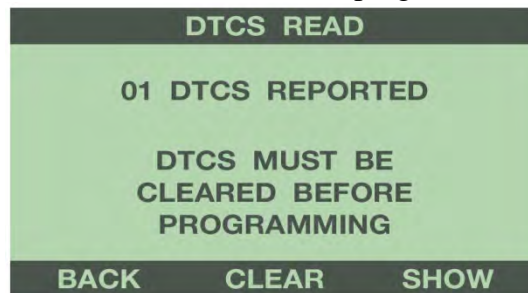 DTCS READ
01 DTCS REPORTED
DTCS MUST BE
CLEARED BEFORE
PROGRAMMING
BACK CLEAR SHOW